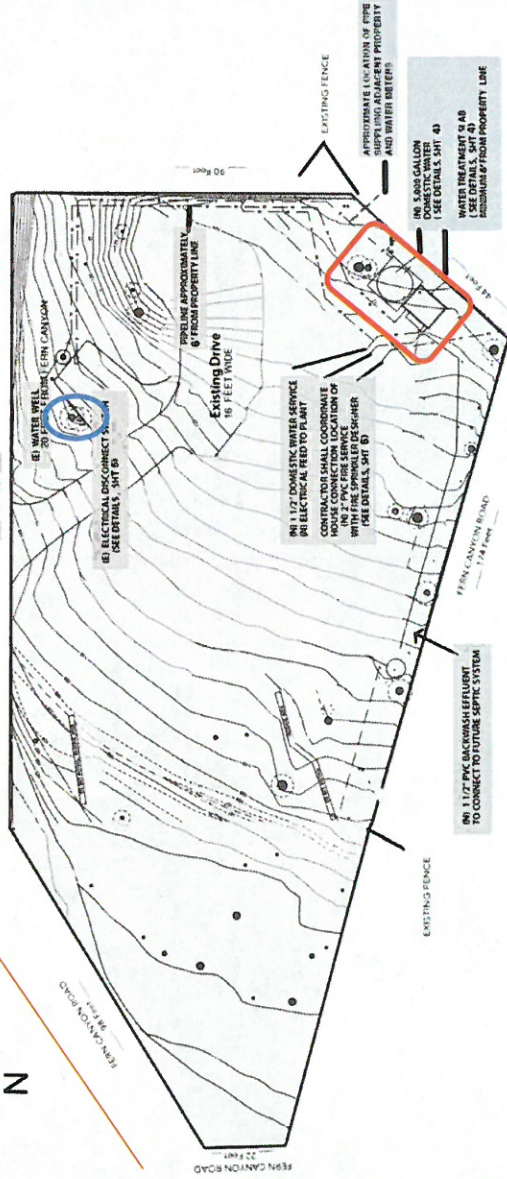 N
FERN CANYON ROAD
98 Feet
FERN CANYON ROAD
22 Feet
(E) WATER WELL
FROM FERN CANYON
(E) ELECTRICAL DISCONNECT
(SEE DETAILS, SHT 6)
PIPELINE APPROXIMATELY
6' FROM PROPERTY LINE
Existing Drive
16 FEET WIDE
90 Feet
EXISTING FENCE
APPROXIMATE LOCATION OF PIPE
SUPPLYING ADJACENT PROPERTY
AND WATER METERS
(N) 5,000 GALLON
DOMESTIC WATER
(SEE DETAILS, SHT 4)
WATER TREATMENT SLAB
(SEE DETAILS, SHT 4)
MINIMUM 6' FROM PROPERTY LINE
(N) 1 1/2" DOMESTIC WATER SERVICE
(N) ELECTRICAL FEED TO PLANT
CONTRACTOR SHALL COORDINATE
HOUSE CONNECTION LOCATION OF
(N) 2" PVC FIRE SERVICE
WITH FIRE SPRINKLER DESIGNER
(SEE DETAILS, SHT 6)
44 Feet
FERN CANYON ROAD
174 Feet
(N) 1 1/2" PVC BACKWASH EFFLUENT
TO CONNECT TO FUTURE SEPTIC SYSTEM
EXISTING FENCE